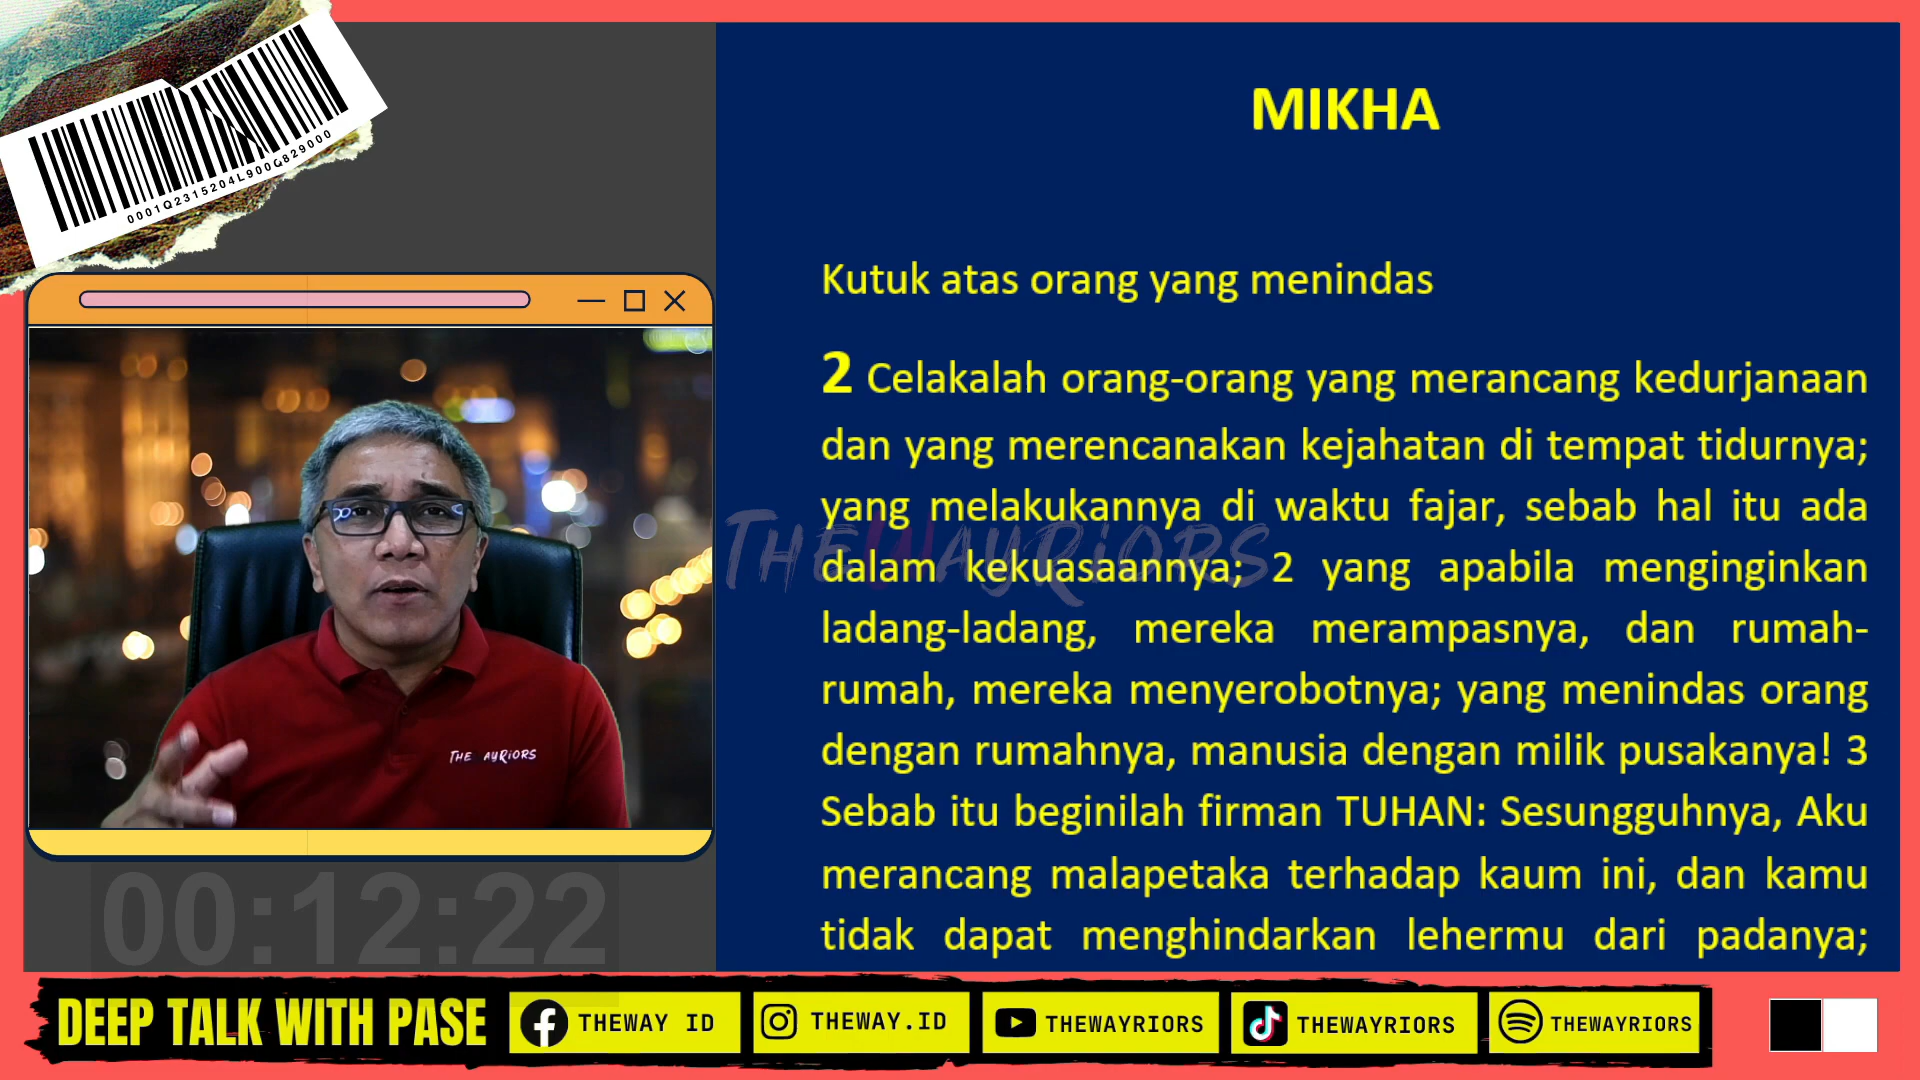 0001Q2315204L900Q829000
MIKHA
Kutuk atas orang yang menindas
2 Celakalah orang-orang yang merancang kedurjanaan
dan yang merencanakan kejahatan di tempat tidurnya;
yang melakukannya di waktu fajar, sebab hal itu ada
dalam kekuasaannya; 2 yang apabila menginginkan
ladang-ladang, mereka merampasnya, dan rumah-
rumah, mereka menyerobotnya; yang menindas orang
dengan rumahnya, manusia dengan milik pusakanya! 3
Sebab itu beginilah firman TUHAN: Sesungguhnya, Aku
merancang malapetaka terhadap kaum ini, dan kamu
tidak dapat menghindarkan lehermu dari padanya;
THEWAYRIORS
THE AYRIORS
00:12:22
DEEP TALK WITH PASE
THEWAY ID
THEWAY.ID
THEWAYRIORS
THEWAYRIORS
THEWAYRIORS